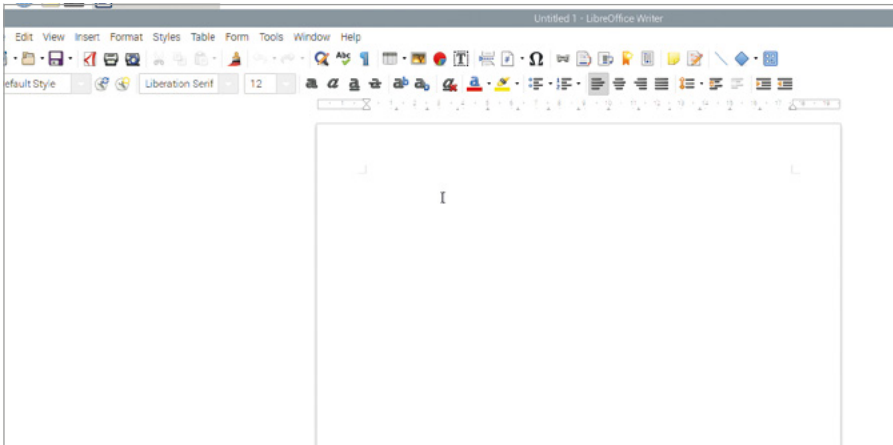 Untitled 1 - LibreOffice Writer
Edit View Insert Format Styles Table Form Tools Window Help
efault Style Liberation Serif 12